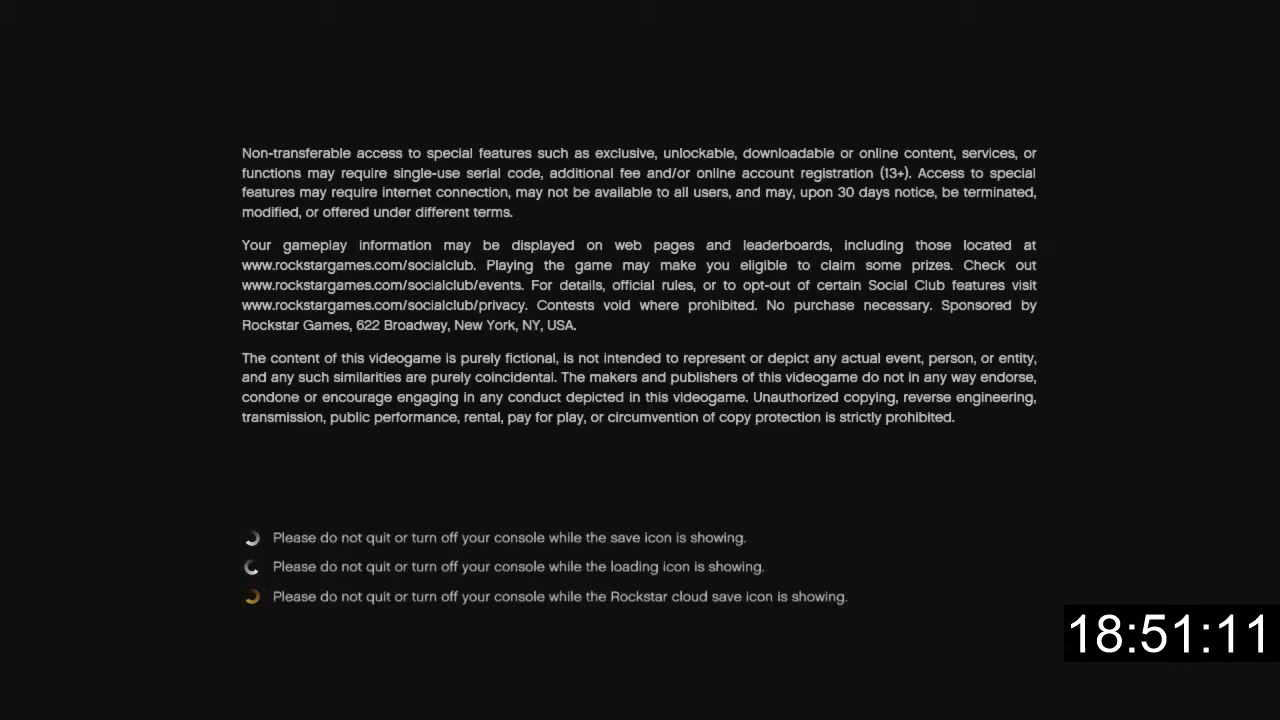 Non-transferable access to special features such as exclusive, unlockable, downloadable or online content, services, or
functions may require single-use serial code, additional fee and/or online account registration (13+). Access to special
features may require internet connection, may not be available to all users, and may, upon 30 days notice, be terminated,
modified, or offered under different terms.
Your gameplay information may be displayed on web pages and leaderboards, including those located at
www.rockstargames.com/socialclub. Playing the game may make you eligible to claim some prizes. Check out
www.rockstargames.com/socialclub/events. For details, official rules, or to opt-out of certain Social Club features visit
www.rockstargames.com/socialclub/privacy. Contests void where prohibited. No purchase necessary. Sponsored by
Rockstar Games, 622 Broadway, New York, NY, USA.
The content of this videogame is purely fictional, is not intended to represent or depict any actual event, person, or entity,
and any such similarities are purely coincidental. The makers and publishers of this videogame do not in any way endorse,
condone or encourage engaging in any conduct depicted in this videogame. Unauthorized copying, reverse engineering,
transmission, public performance, rental, pay for play, or circumvention of copy protection is strictly prohibited.
Please do not quit or turn off your console while the save icon is showing.
Please do not quit or turn off your console while the loading icon is showing.
Please do not quit or turn off your console while the Rockstar cloud save icon is showing.
18:51:11